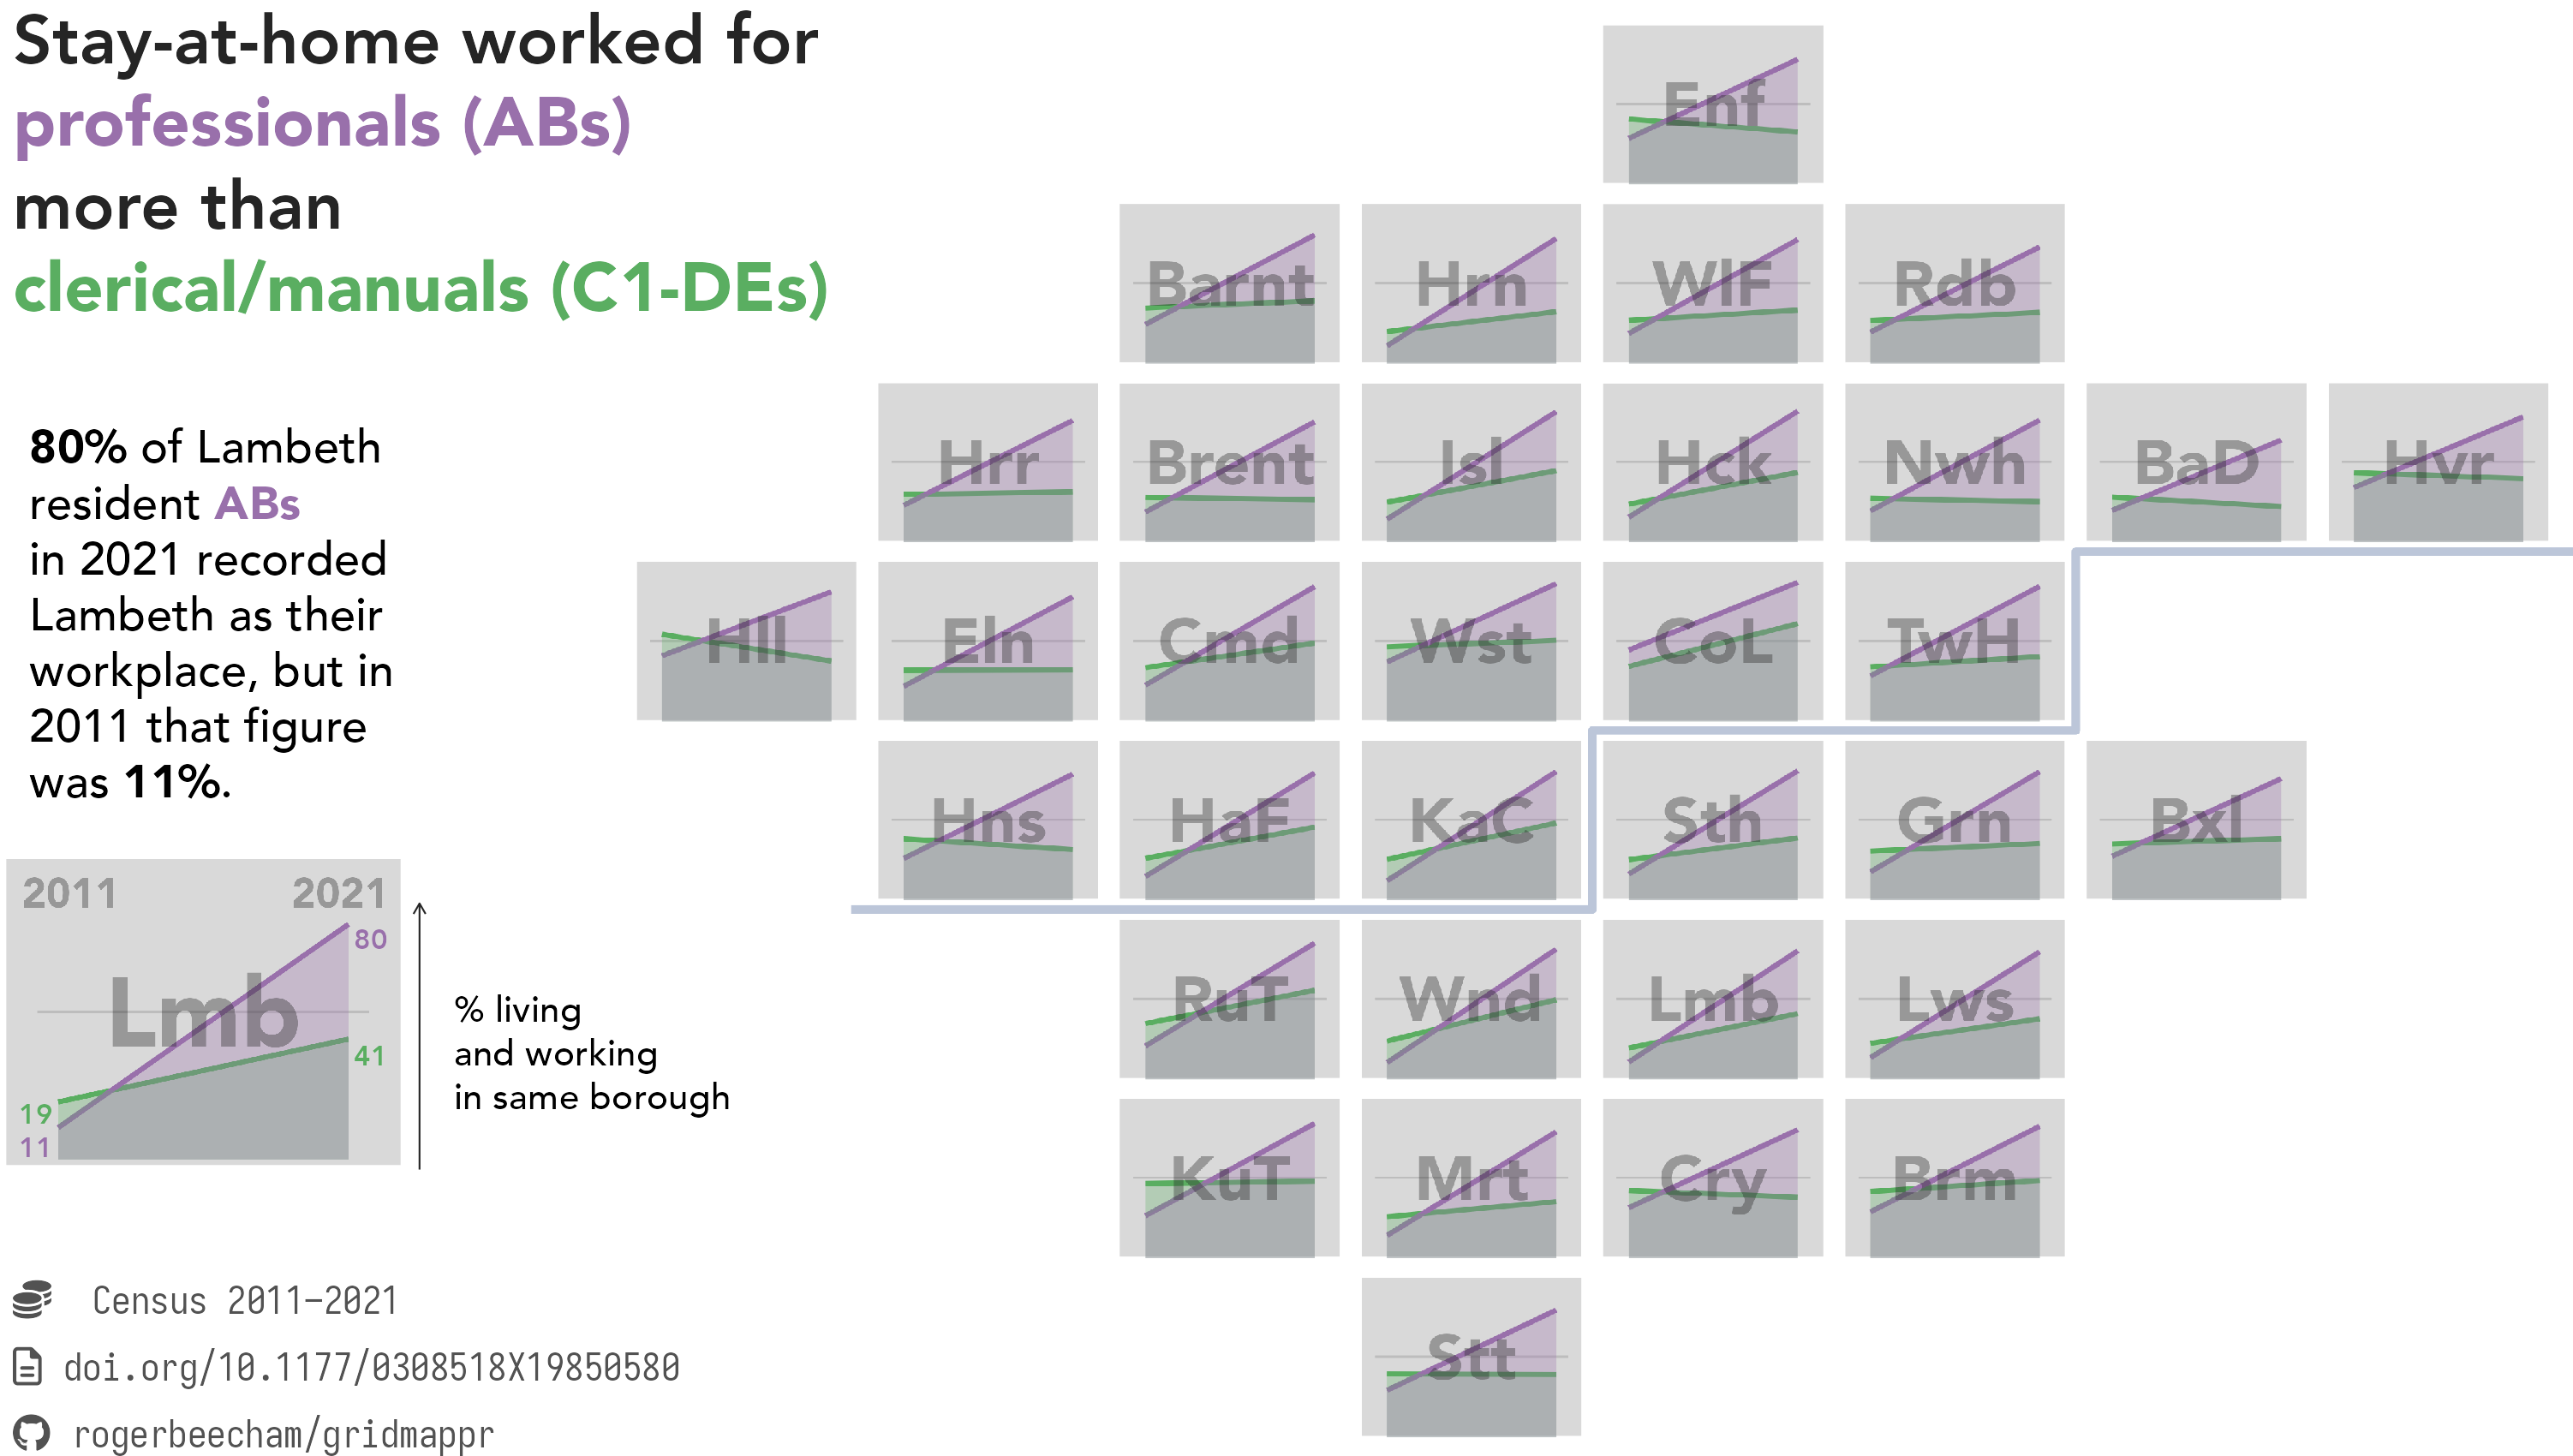 Stay-at-home worked for
professionals (ABs)
more than
clerical/manuals (C1-DEs)
80% of Lambeth
resident ABs
in 2021 recorded
Lambeth as their
workplace, but in
2011 that figure
was 11%.
2011 2021
80
Lmb
41
19
11
% living
and working
in same borough
Census 2011–2021
doi.org/10.1177/0308518X19850580
rogerbeecham/gridmappr
Enf
Barnt Hrn WlF Rdb
Hrr Brent Isl Hck Nwh BaD Hvr
Hll Eln Cmd Wst CoL TwH
Hns HaF KaC Sth Grn Bxl
RuT Wnd Lmb Lws
KuT Mrt Cry Brm
Stt